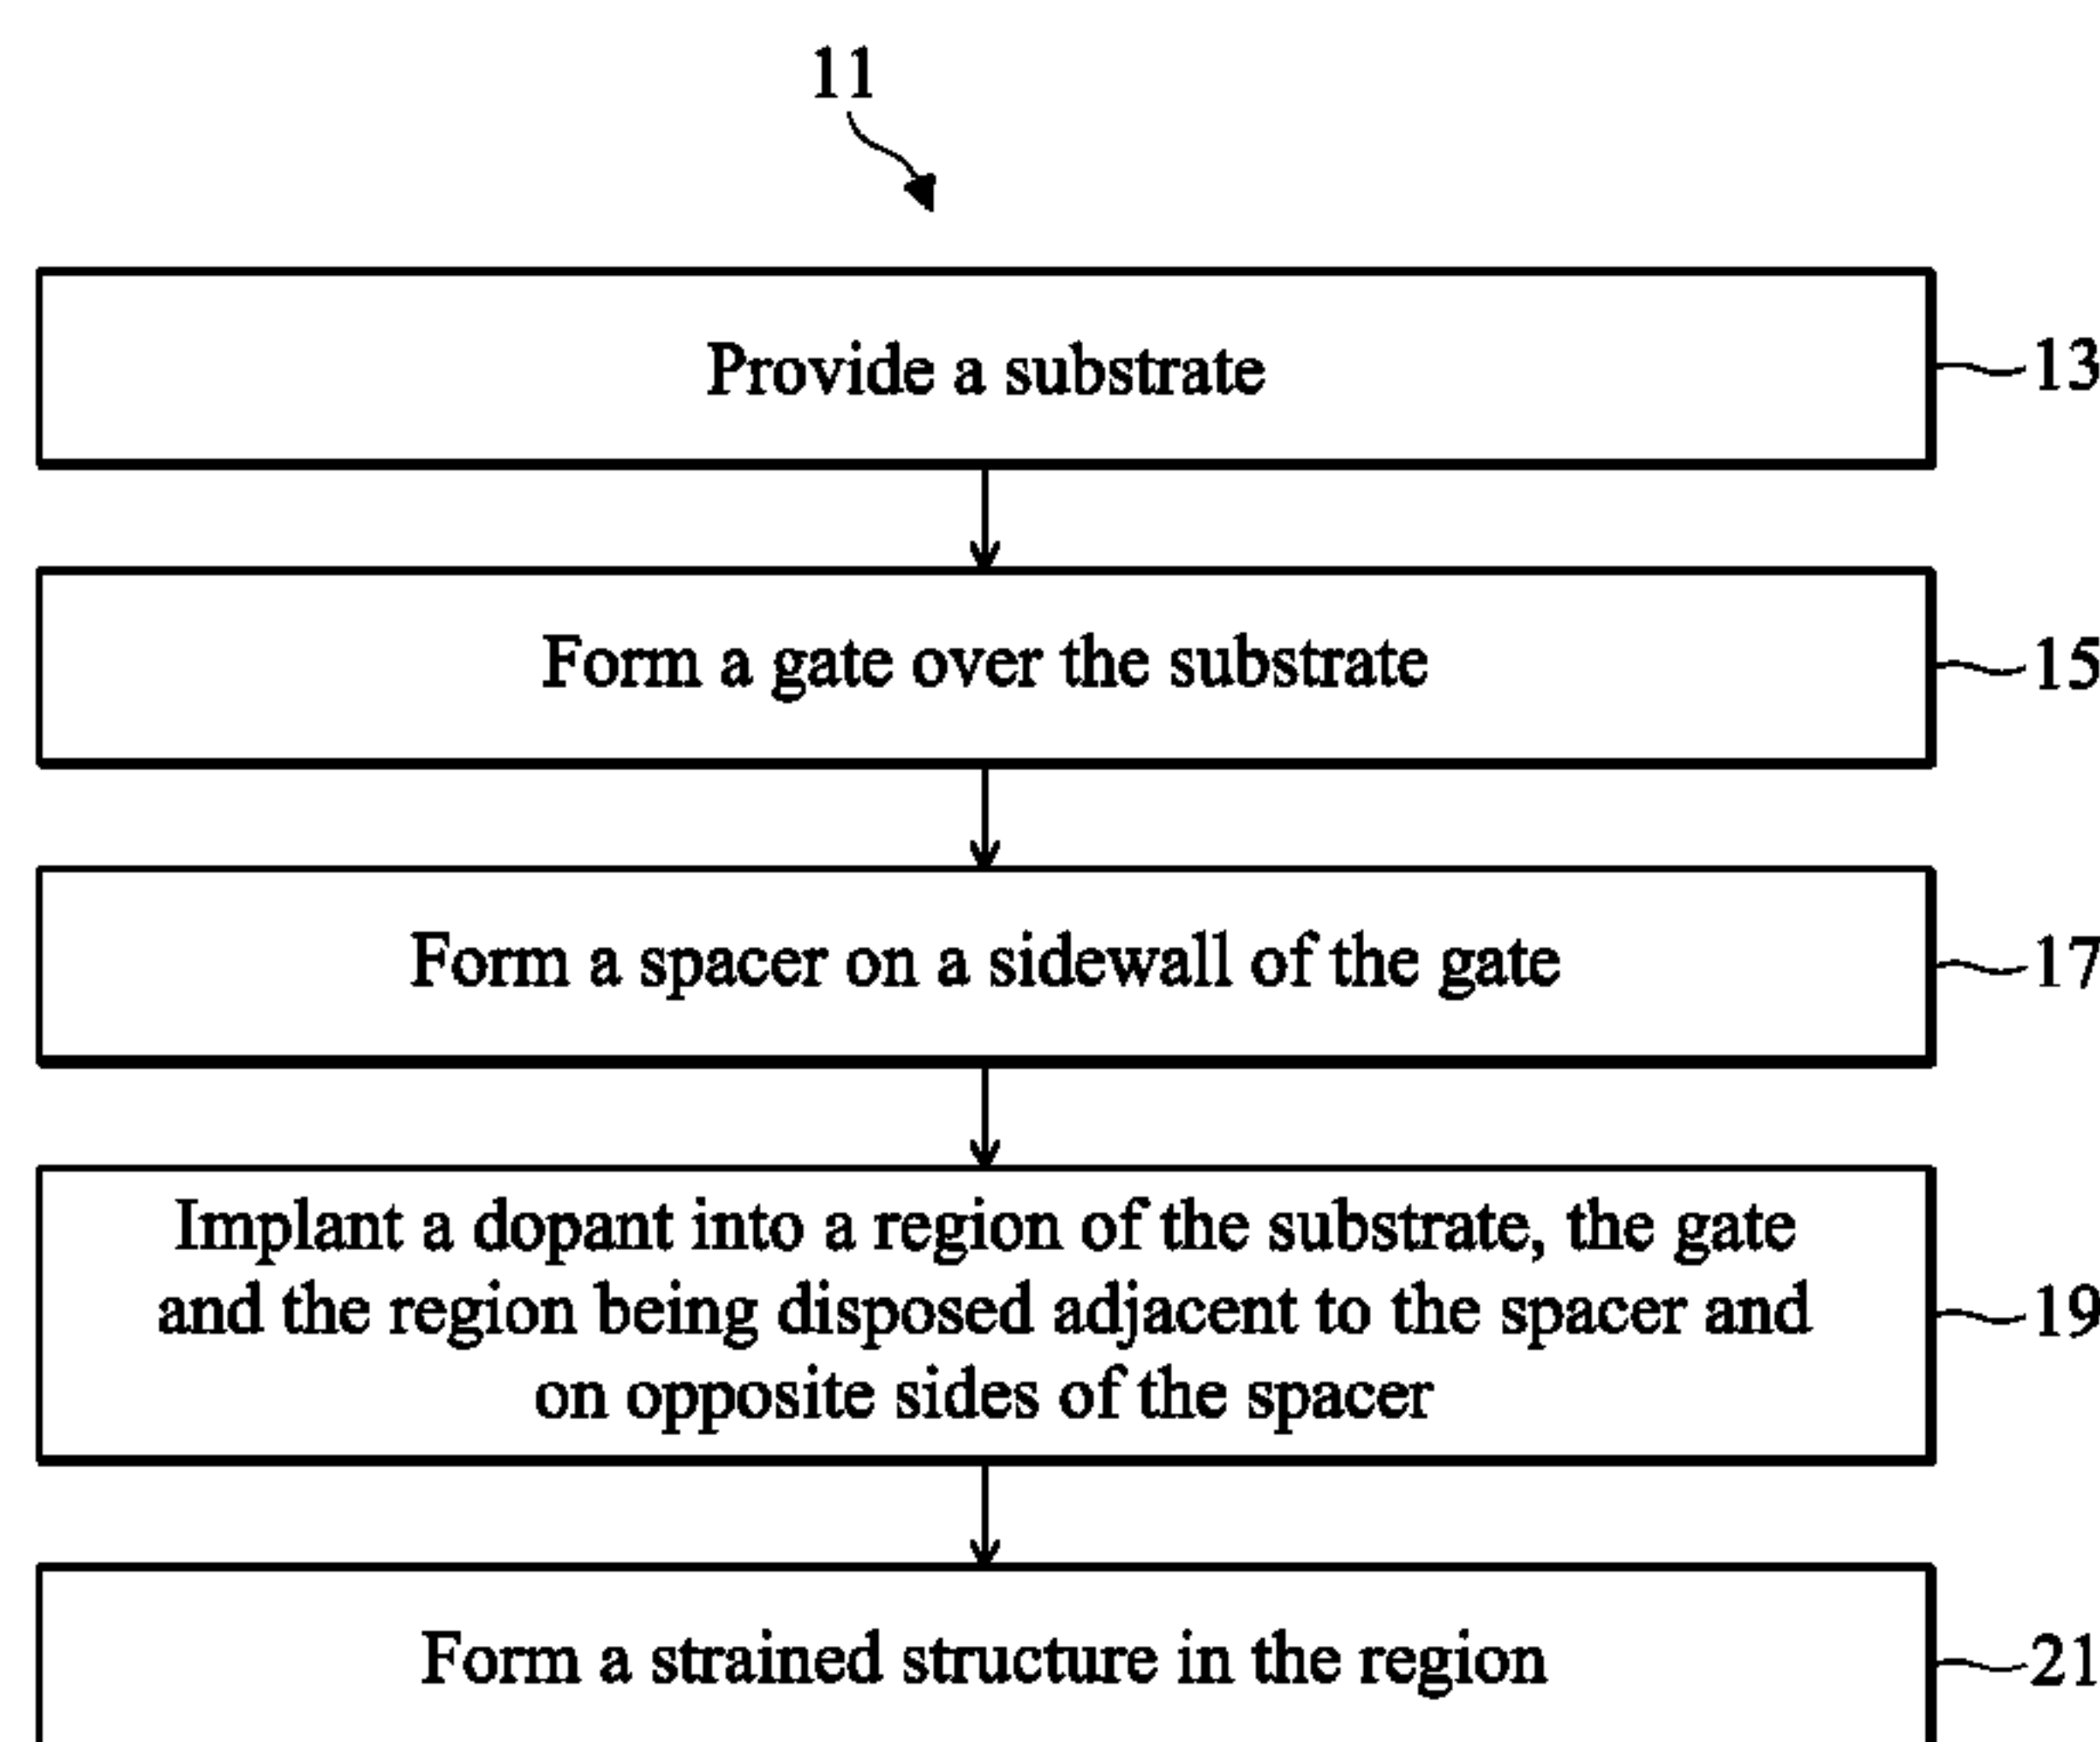 11
Provide a substrate
13
Form a gate over the substrate
15
Form a spacer on a sidewall of the gate
17
Implant a dopant into a region of the substrate, the gate
and the region being disposed adjacent to the spacer and
on opposite sides of the spacer
19
Form a strained structure in the region
21